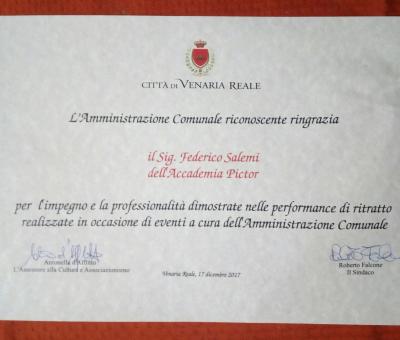 CITTÀ DI VENARIA REALE
L'Amministrazione Comunale riconoscente ringrazia
il Sig. Federico Salemi
dell'Accademia Pictor
per l'impegno e la professionalità dimostrate nelle performance di ritratto
realizzate in occasione di eventi a cura dell'Amministrazione Comunale
Antonella d'Afflitto
L'Assessore alla Cultura e Associazionismo
Venaria Reale, 17 dicembre 2017
Roberto Falcone
Il Sindaco